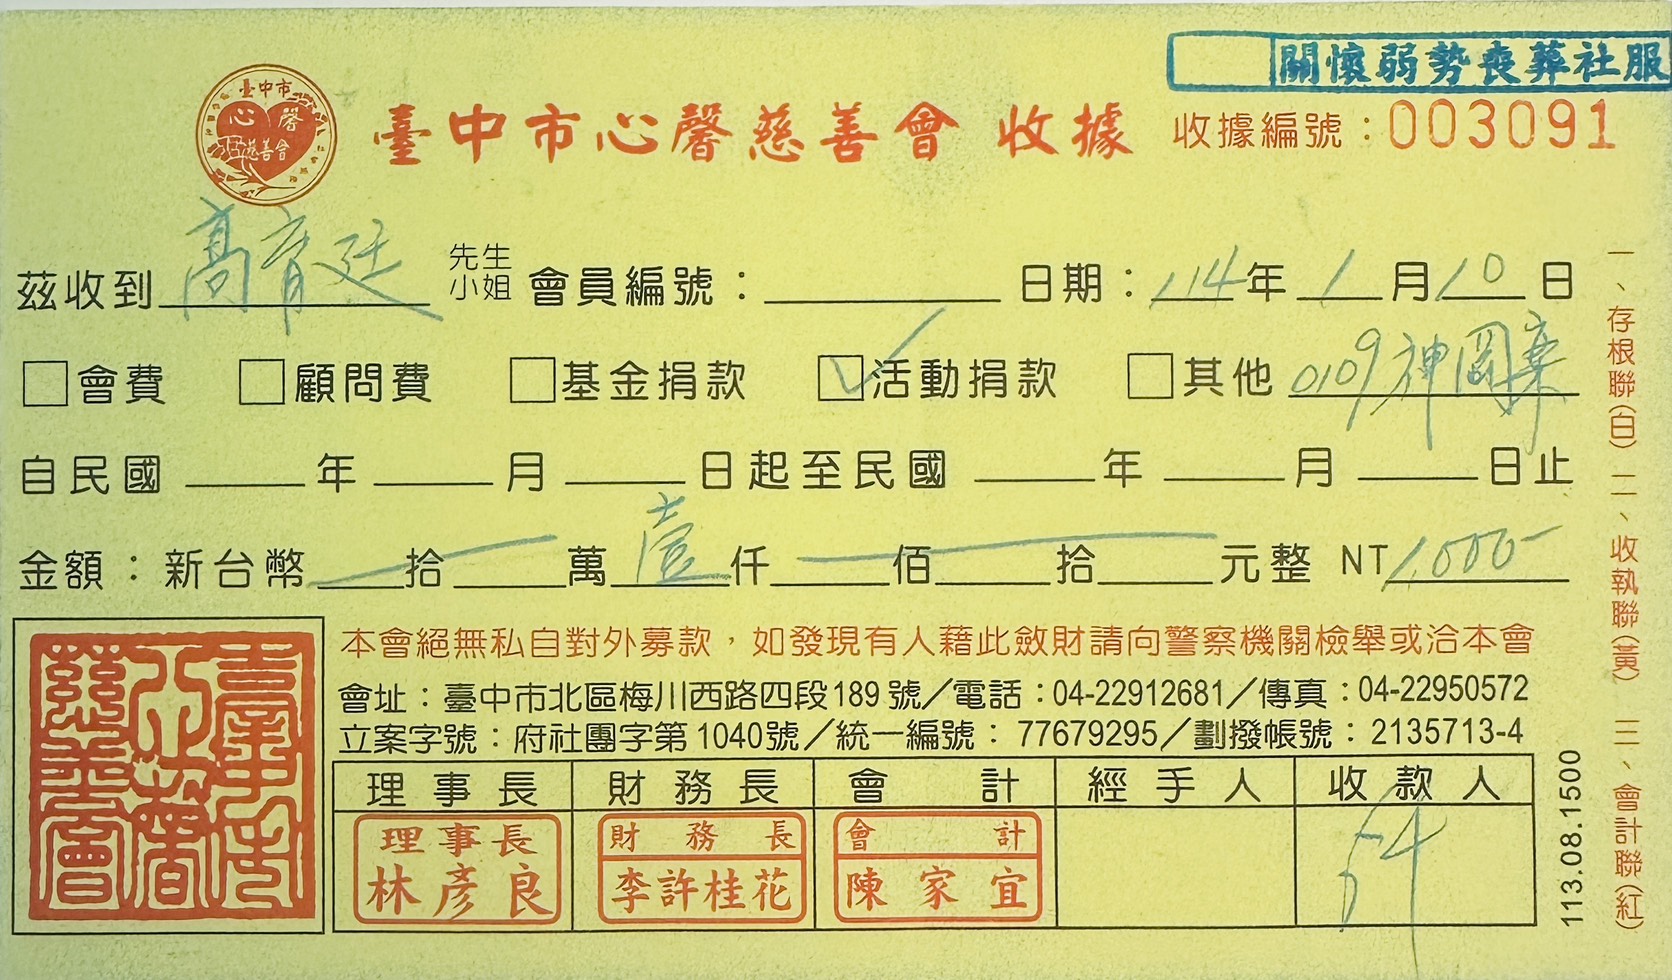 關懷弱勢喪葬社服
臺中市 心馨 慈善會
臺中市心馨慈善會 收據 收據編號：003091
茲收到 高育廷 先生 小姐 會員編號： 日期：114年1月10日
□會費 □顧問費 □基金捐款 ☑活動捐款 □其他 0109神岡案
自民國 年 月 日起至民國 年 月 日止
金額：新台幣 拾 萬壹仟 佰 拾 元整 NT 1,000-
本會絕無私自對外募款，如發現有人藉此斂財請向警察機關檢舉或洽本會
會址：臺中市北區梅川西路四段189號／電話：04-22912681／傳真：04-22950572
立案字號：府社團字第1040號／統一編號：77679295／劃撥帳號：2135713-4
理事長 財務長 會計 經手人 收款人
理事長 財務長 會計
林彥良 李許桂花 陳家宜 54
臺中市心馨慈善會
一、存根聯(白) 二、收執聯(黃) 三、會計聯(紅)
113.08.1500